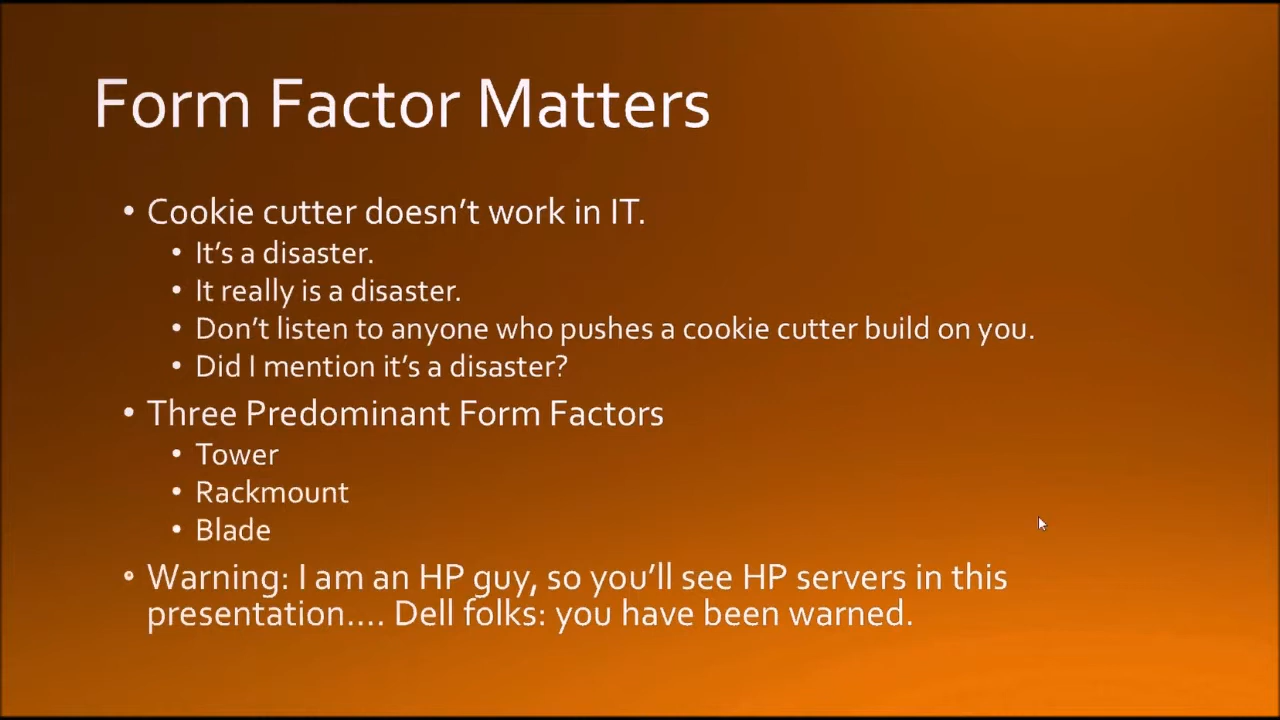 Form Factor Matters
• Cookie cutter doesn’t work in IT.
• It’s a disaster.
• It really is a disaster.
• Don’t listen to anyone who pushes a cookie cutter build on you.
• Did I mention it’s a disaster?
• Three Predominant Form Factors
• Tower
• Rackmount
• Blade
• Warning: I am an HP guy, so you’ll see HP servers in this
presentation…. Dell folks: you have been warned.